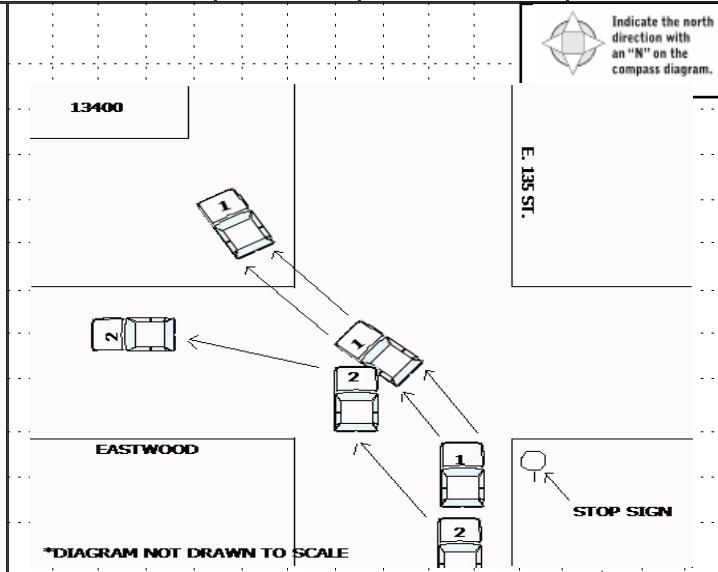 Indicate the north
direction with
an “N” on the
compass diagram.
13400
E. 135 ST.
1
2
1
2
EASTWOOD
1
STOP SIGN
2
*DIAGRAM NOT DRAWN TO SCALE